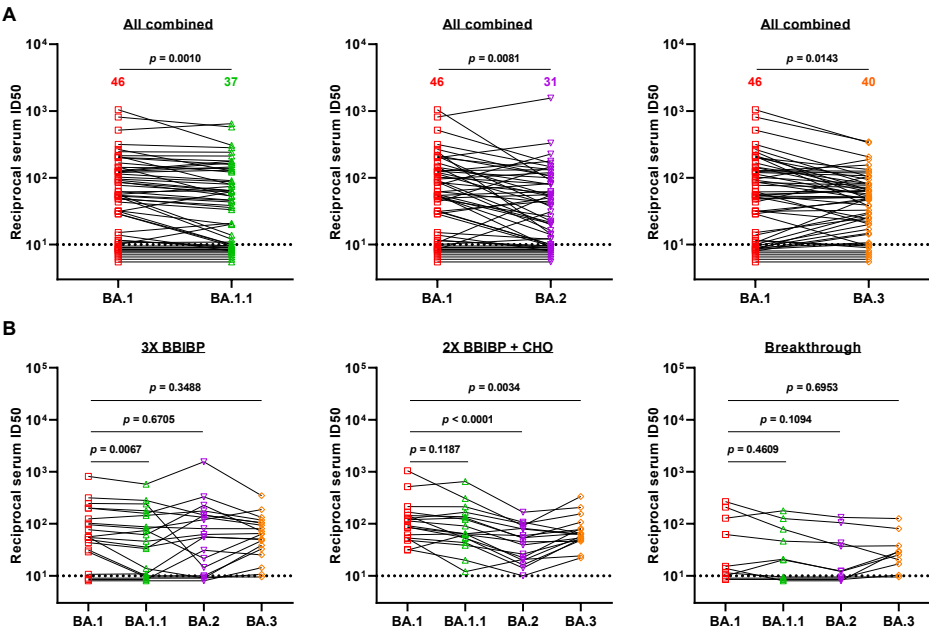 A
All combined
Reciprocal serum ID50
10⁴
10³
10²
10¹
p = 0.0010
46
37
BA.1
BA.1.1
All combined
Reciprocal serum ID50
10⁴
10³
10²
10¹
p = 0.0081
46
31
BA.1
BA.2
All combined
Reciprocal serum ID50
10⁴
10³
10²
10¹
p = 0.0143
46
40
BA.1
BA.3
B
3X BBIBP
Reciprocal serum ID50
10⁵
10⁴
10³
10²
10¹
p = 0.3488
p = 0.6705
p = 0.0067
BA.1
BA.1.1
BA.2
BA.3
2X BBIBP + CHO
Reciprocal serum ID50
10⁵
10⁴
10³
10²
10¹
p = 0.0034
p < 0.0001
p = 0.1187
BA.1
BA.1.1
BA.2
BA.3
Breakthrough
Reciprocal serum ID50
10⁵
10⁴
10³
10²
10¹
p = 0.6953
p = 0.1094
p = 0.4609
BA.1
BA.1.1
BA.2
BA.3